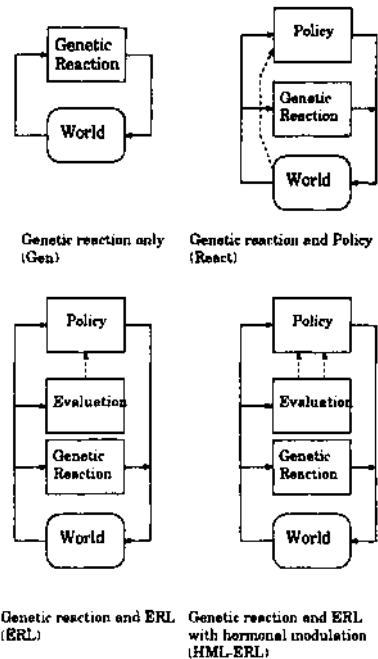 Genetic
Reaction
World
Genetic reaction only
(Gen)
Policy
Genetic
Reaction
World
Genetic reaction and Policy
(React)
Policy
Evaluation
Genetic
Reaction
World
Genetic reaction and ERL
(ERL)
Policy
Evaluation
Genetic
Reaction
World
Genetic reaction and ERL
with hormonal modulation
(HML-ERL)